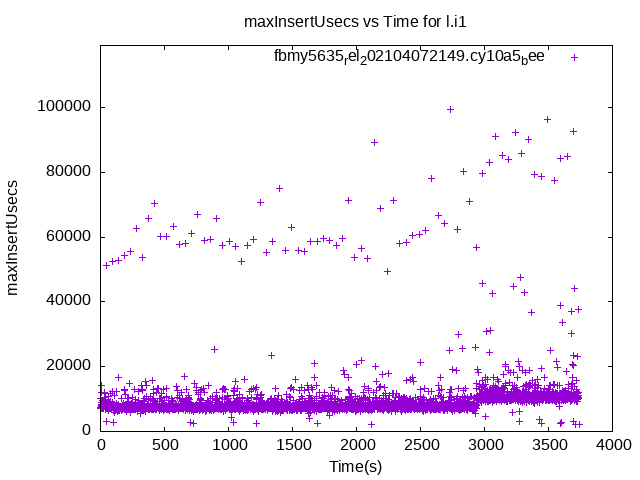 maxInsertUsecs vs Time for l.i1
fbmy5635rel202104072149.cy10a5bee
100000
80000
60000
40000
20000
0
maxInsertUsecs
0 500 1000 1500 2000 2500 3000 3500 4000
Time(s)